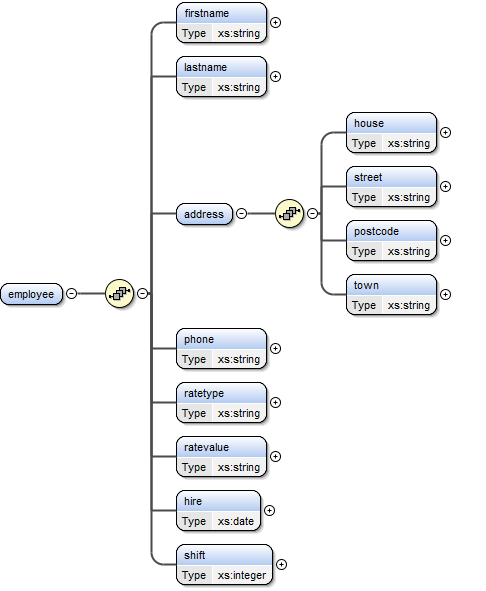 firstname
Type xs:string
lastname
Type xs:string
house
Type xs:string
street
Type xs:string
address
postcode
Type xs:string
town
Type xs:string
employee
phone
Type xs:string
ratetype
Type xs:string
ratevalue
Type xs:string
hire
Type xs:date
shift
Type xs:integer